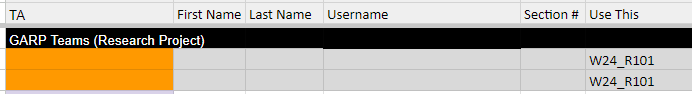 TA First Name Last Name Username Section # Use This
GARP Teams (Research Project)
W24_R101
W24_R101